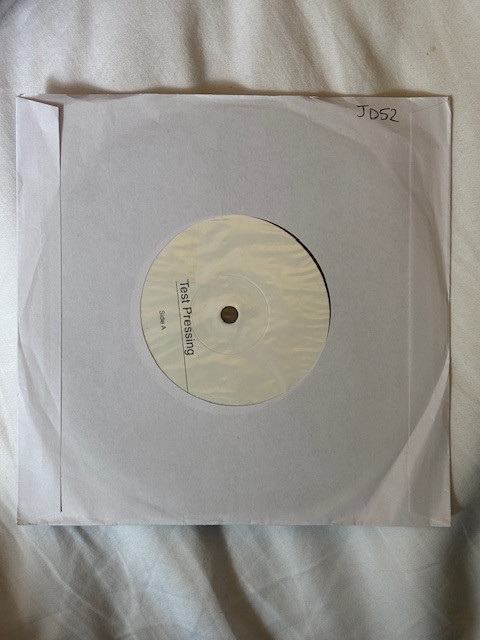 JD52
Test Pressing
Side A